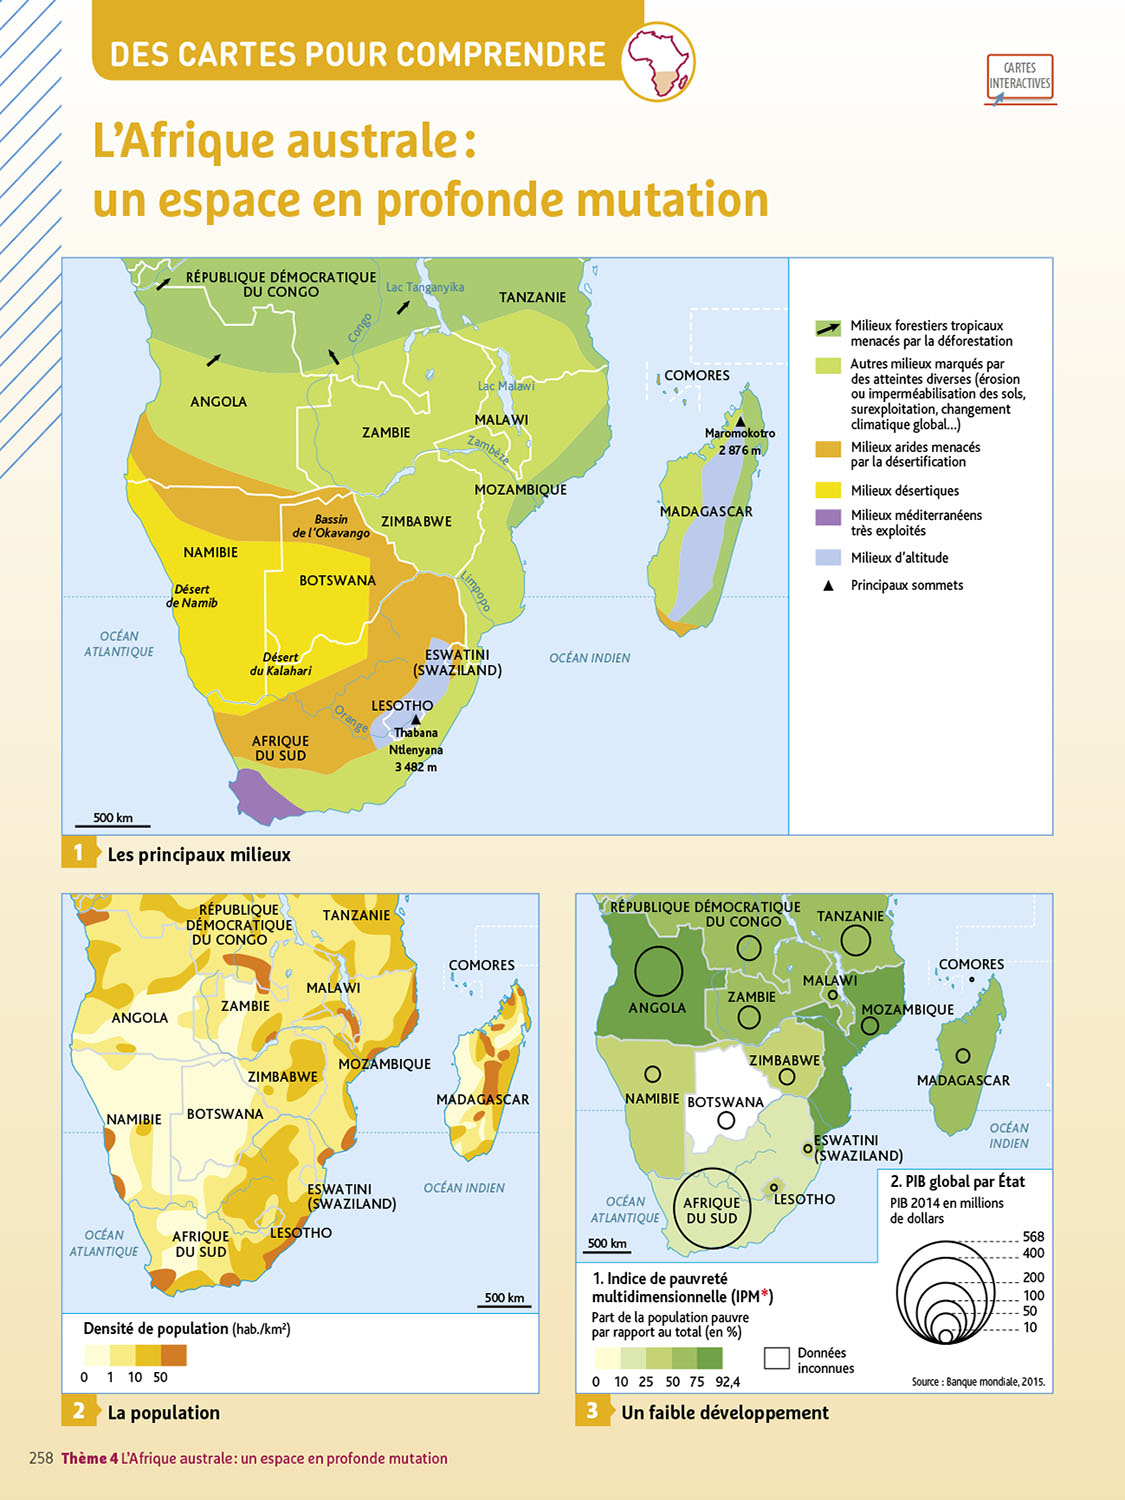 DES CARTES POUR COMPRENDRE
CARTES
INTERACTIVES
L'Afrique australe :
un espace en profonde mutation
RÉPUBLIQUE DÉMOCRATIQUE
DU CONGO
Lac Tanganyika
TANZANIE
Congo
COMORES
Lac Malawi
ANGOLA
MALAWI
ZAMBIE
Maromokotro
2 876 m
Zambèze
MOZAMBIQUE
MADAGASCAR
Bassin
de l'Okavango
ZIMBABWE
NAMIBIE
BOTSWANA
Désert
de Namib
Limpopo
OCÉAN
ATLANTIQUE
Désert
du Kalahari
ESWATINI
(SWAZILAND)
OCÉAN INDIEN
LESOTHO
Orange
Thabana
Ntlenyana
3 482 m
AFRIQUE
DU SUD
500 km
Milieux forestiers tropicaux
menacés par la déforestation
Autres milieux marqués par
des atteintes diverses (érosion
ou imperméabilisation des sols,
surexploitation, changement
climatique global...)
Milieux arides menacés
par la désertification
Milieux désertiques
Milieux méditerranéens
très exploités
Milieux d'altitude
Principaux sommets
1 Les principaux milieux
RÉPUBLIQUE
DÉMOCRATIQUE
DU CONGO
TANZANIE
COMORES
MALAWI
ZAMBIE
ANGOLA
MOZAMBIQUE
ZIMBABWE
MADAGASCAR
NAMIBIE
BOTSWANA
ESWATINI
(SWAZILAND)
OCÉAN INDIEN
OCÉAN
ATLANTIQUE
AFRIQUE
DU SUD
LESOTHO
500 km
Densité de population (hab./km²)
0 1 10 50
2 La population
RÉPUBLIQUE DÉMOCRATIQUE
DU CONGO
TANZANIE
COMORES
MALAWI
ZAMBIE
ANGOLA
MOZAMBIQUE
ZIMBABWE
MADAGASCAR
NAMIBIE
BOTSWANA
OCÉAN
INDIEN
ESWATINI
(SWAZILAND)
LESOTHO
OCÉAN
ATLANTIQUE
AFRIQUE
DU SUD
500 km
1. Indice de pauvreté
multidimensionnelle (IPM*)
Part de la population pauvre
par rapport au total (en %)
0 10 25 50 75 92,4
Données
inconnues
2. PIB global par État
PIB 2014 en millions
de dollars
568
400
200
100
50
10
Source : Banque mondiale, 2015.
3 Un faible développement
258 Thème 4 L'Afrique australe : un espace en profonde mutation